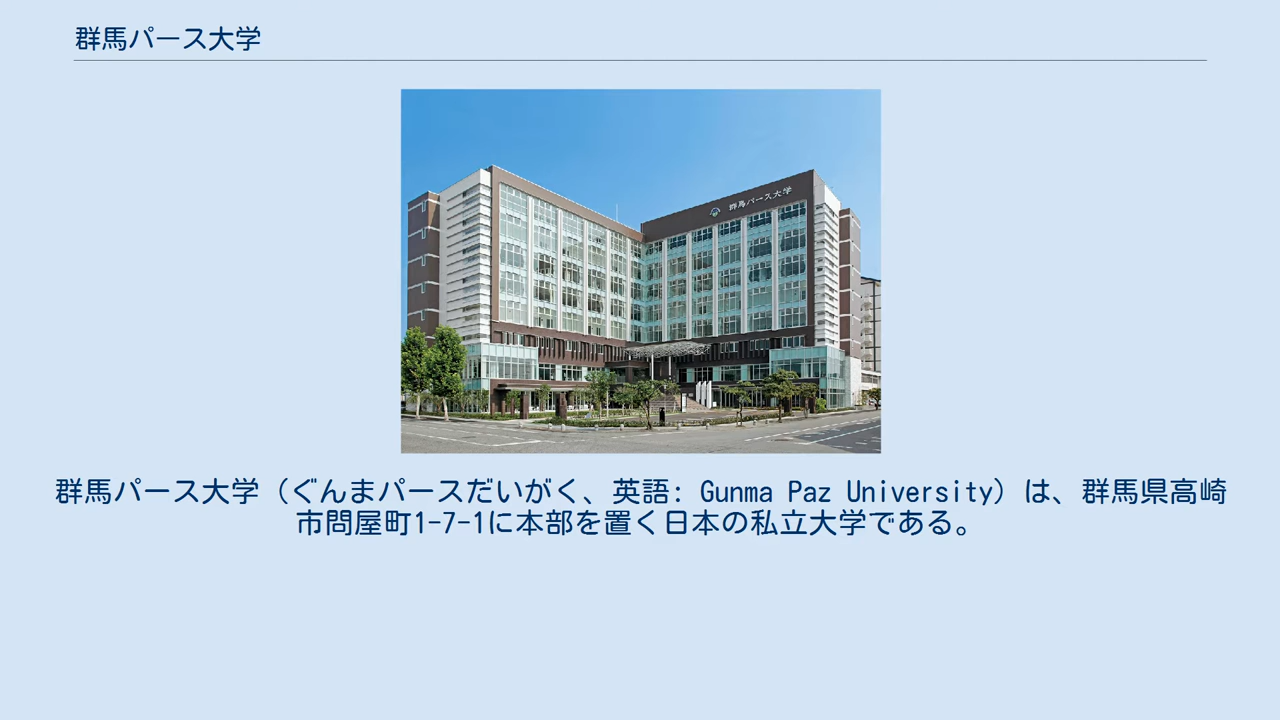 群馬パース大学
群馬パース大学
群馬パース大学（ぐんまパースだいがく、英語: Gunma Paz University）は、群馬県高崎
市問屋町1-7-1に本部を置く日本の私立大学である。